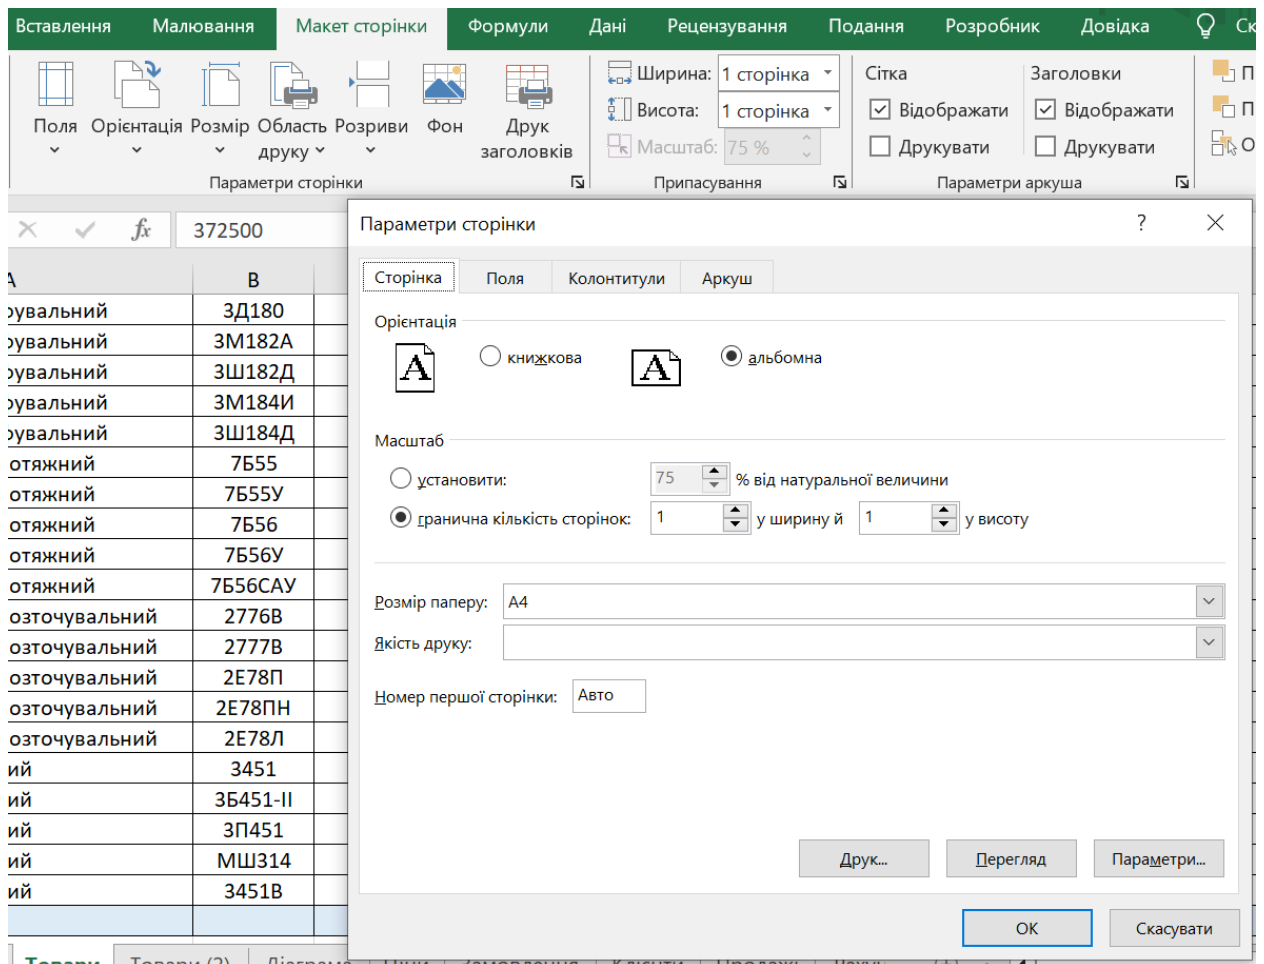 Вставлення Малювання Макет сторінки Формули Дані Рецензування Подання Розробник Довідка
Ширина: 1 сторінка Сітка Заголовки
Висота: 1 сторінка Відображати Відображати
Поля Орієнтація Розмір Область друку Розриви Фон Друк заголовків
Масштаб: 75 % Друкувати Друкувати
Параметри сторінки Припасування Параметри аркуша
fx 372500
B
ЗД180
3М182А
3Ш182Д
3М184И
3Ш184Д
7Б55
7Б55У
7Б56
7Б56У
7Б56САУ
2776В
2777В
2Е78П
2Е78ПН
2Е78Л
3451
3Б451-II
3П451
МШ314
3451В
Параметри сторінки ?
Сторінка Поля Колонтитули Аркуш
Орієнтація
A книжкова A альбомна
Масштаб
установити: 75 % від натуральної величини
гранична кількість сторінок: 1 у ширину й 1 у висоту
Розмір паперу: A4
Якість друку:
Номер першої сторінки: Авто
Друк... Перегляд Параметри...
ОК Скасувати